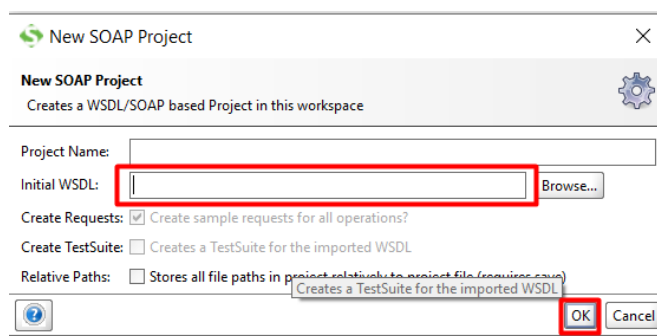 New SOAP Project
New SOAP Project
Creates a WSDL/SOAP based Project in this workspace
Project Name:
Initial WSDL: Browse...
Create Requests: Create sample requests for all operations?
Create TestSuite: Creates a TestSuite for the imported WSDL
Relative Paths: Stores all file paths in project relatively to project file (requires save)
Creates a TestSuite for the imported WSDL
OK Cancel